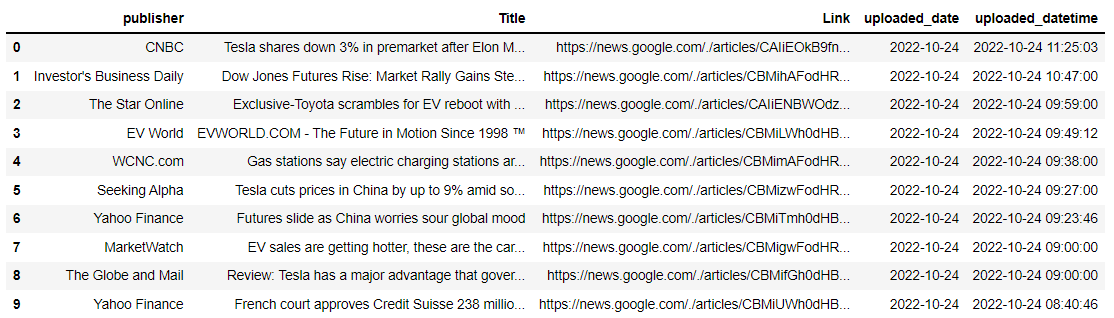 publisher Title Link uploaded_date uploaded_datetime
0 CNBC Tesla shares down 3% in premarket after Elon M... https://news.google.com/./articles/CAIiEOkB9fn... 2022-10-24 2022-10-24 11:25:03
1 Investor's Business Daily Dow Jones Futures Rise: Market Rally Gains Ste... https://news.google.com/./articles/CBMihAFodHR... 2022-10-24 2022-10-24 10:47:00
2 The Star Online Exclusive-Toyota scrambles for EV reboot with ... https://news.google.com/./articles/CAIiENBWOdz... 2022-10-24 2022-10-24 09:59:00
3 EV World EVWORLD.COM - The Future in Motion Since 1998 ™ https://news.google.com/./articles/CBMiLWh0dHB... 2022-10-24 2022-10-24 09:49:12
4 WCNC.com Gas stations say electric charging stations ar... https://news.google.com/./articles/CBMimAFodHR... 2022-10-24 2022-10-24 09:38:00
5 Seeking Alpha Tesla cuts prices in China by up to 9% amid so... https://news.google.com/./articles/CBMizwFodHR... 2022-10-24 2022-10-24 09:27:00
6 Yahoo Finance Futures slide as China worries sour global mood https://news.google.com/./articles/CBMiTmh0dHB... 2022-10-24 2022-10-24 09:23:46
7 MarketWatch EV sales are getting hotter, these are the car... https://news.google.com/./articles/CBMigwFodHR... 2022-10-24 2022-10-24 09:00:00
8 The Globe and Mail Review: Tesla has a major advantage that gover... https://news.google.com/./articles/CBMifGh0dHB... 2022-10-24 2022-10-24 09:00:00
9 Yahoo Finance French court approves Credit Suisse 238 millio... https://news.google.com/./articles/CBMiUWh0dHB... 2022-10-24 2022-10-24 08:40:46